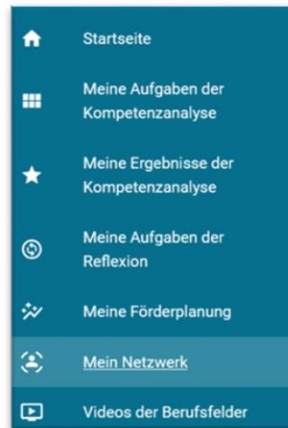 Startseite
Meine Aufgaben der
Kompetenzanalyse
Meine Ergebnisse der
Kompetenzanalyse
Meine Aufgaben der
Reflexion
Meine Förderplanung
Mein Netzwerk
Videos der Berufsfelder